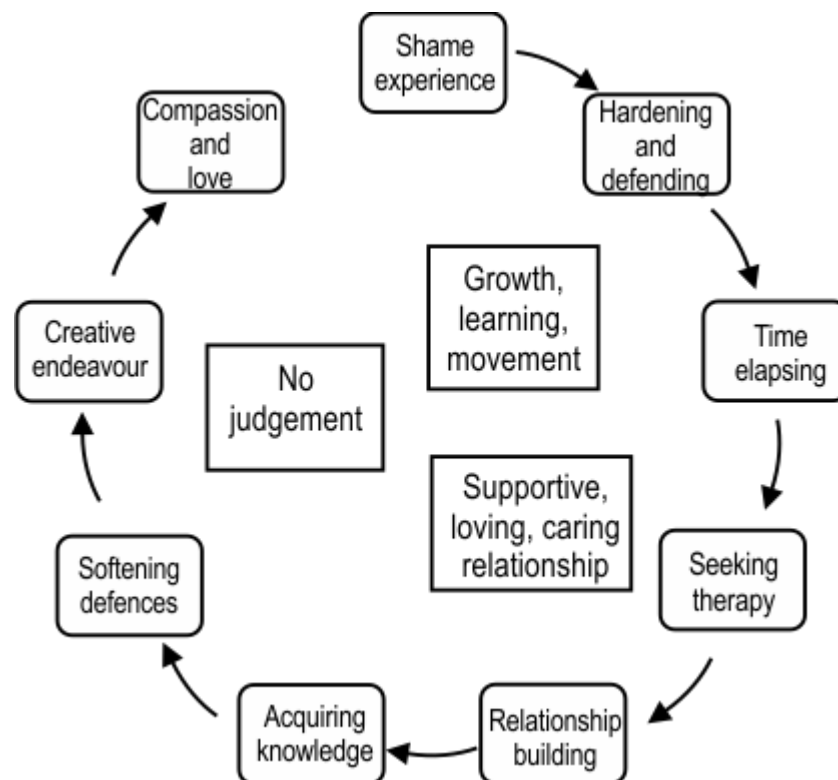 Shame
experience
Hardening
and
defending
Time
elapsing
Seeking
therapy
Relationship
building
Acquiring
knowledge
Softening
defences
Creative
endeavour
Compassion
and
love
Growth,
learning,
movement
No
judgement
Supportive,
loving, caring
relationship